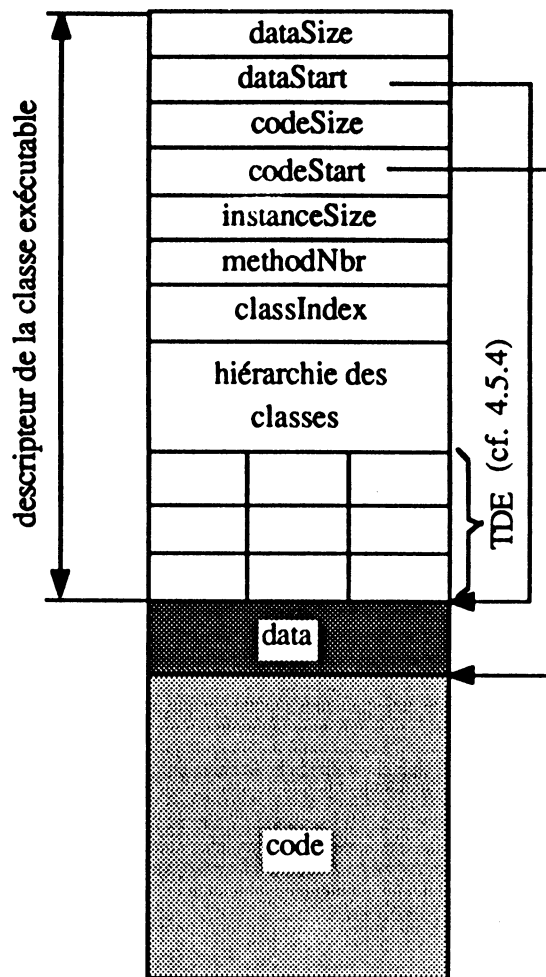 dataSize
dataStart
codeSize
codeStart
instanceSize
methodNbr
classIndex
hiérarchie des
classes
descripteur de la classe exécutable
TDE (cf. 4.5.4)
data
code